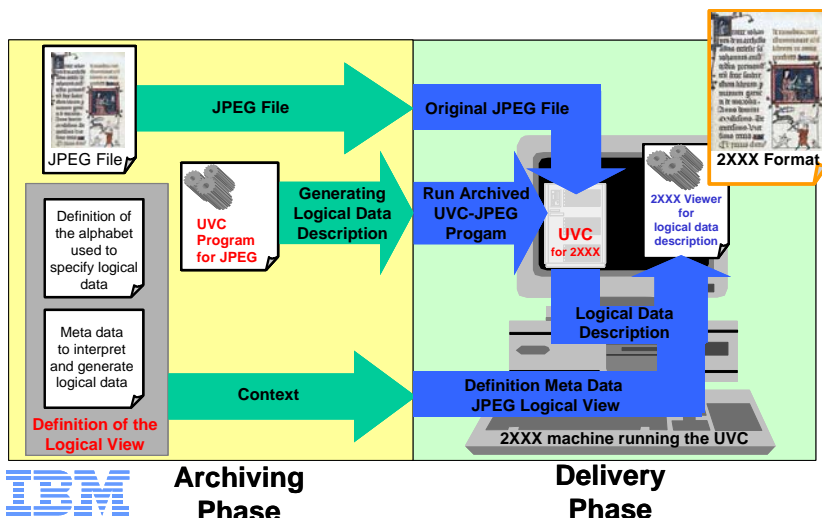 JPEG File
JPEG File
Original JPEG File
2XXX Format
UVC
Program
for JPEG
Generating
Logical Data
Description
Run Archived
UVC-JPEG
Progam
UVC
for 2XXX
2XXX Viewer
for
logical data
description
Definition of
the alphabet
used to
specify logical
data
Meta data
to interpret
and generate
logical data
Definition of the
Logical View
Context
Logical Data
Description
Definition Meta Data
JPEG Logical View
2XXX machine running the UVC
IBM
Archiving
Phase
Delivery
Phase